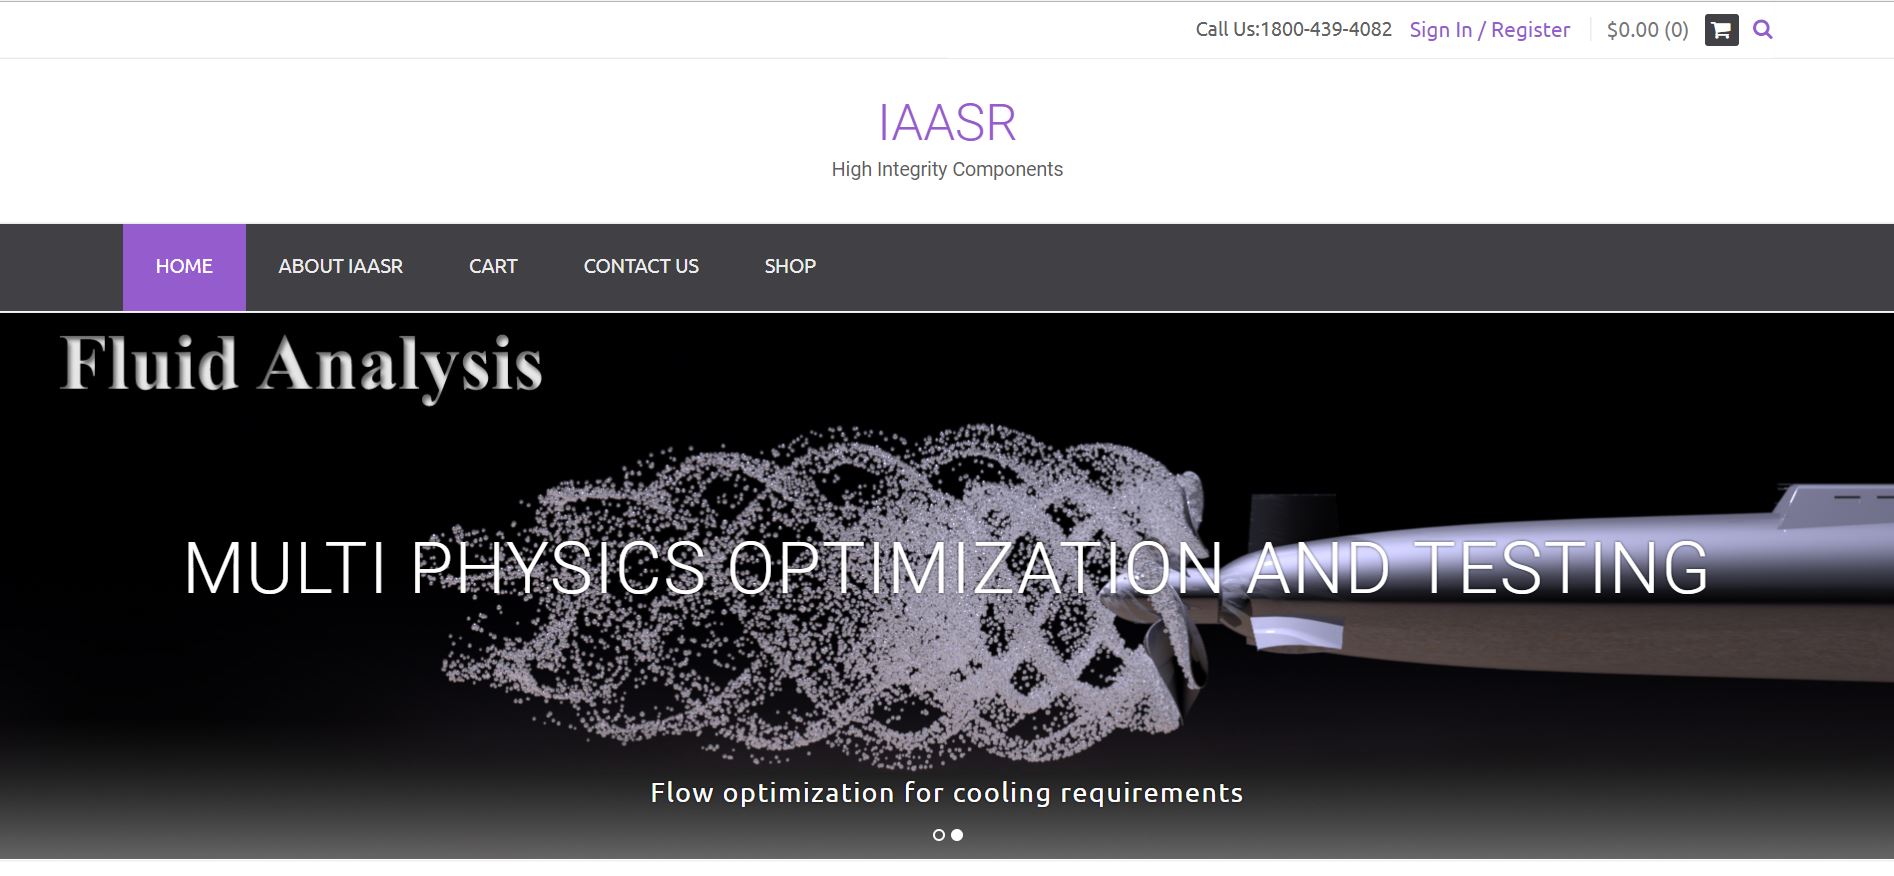 Call Us:1800-439-4082 Sign In / Register $0.00 (0)
IAASR
High Integrity Components
HOME ABOUT IAASR CART CONTACT US SHOP
Fluid Analysis
MULTI PHYSICS OPTIMIZATION AND TESTING
Flow optimization for cooling requirements